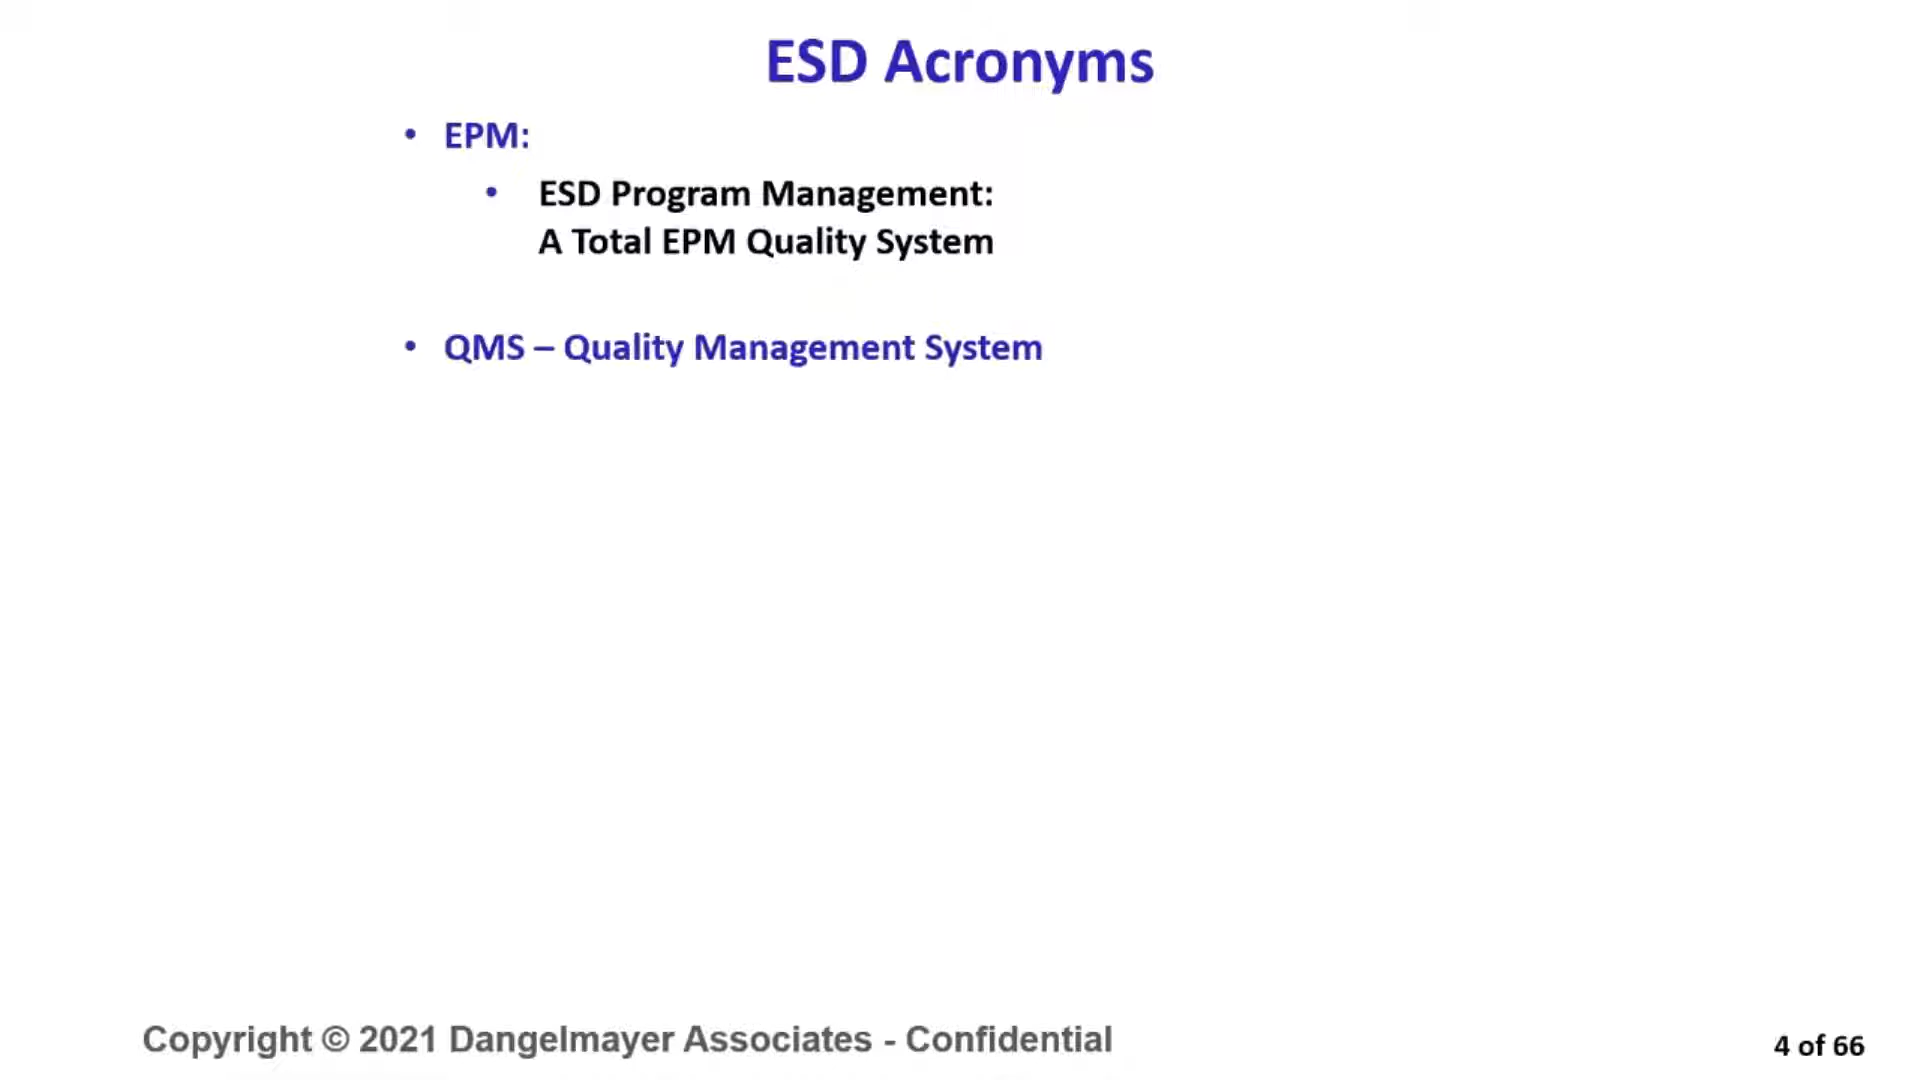 ESD Acronyms
• EPM:
• ESD Program Management:
A Total EPM Quality System
• QMS – Quality Management System
Copyright © 2021 Dangelmayer Associates - Confidential
4 of 66